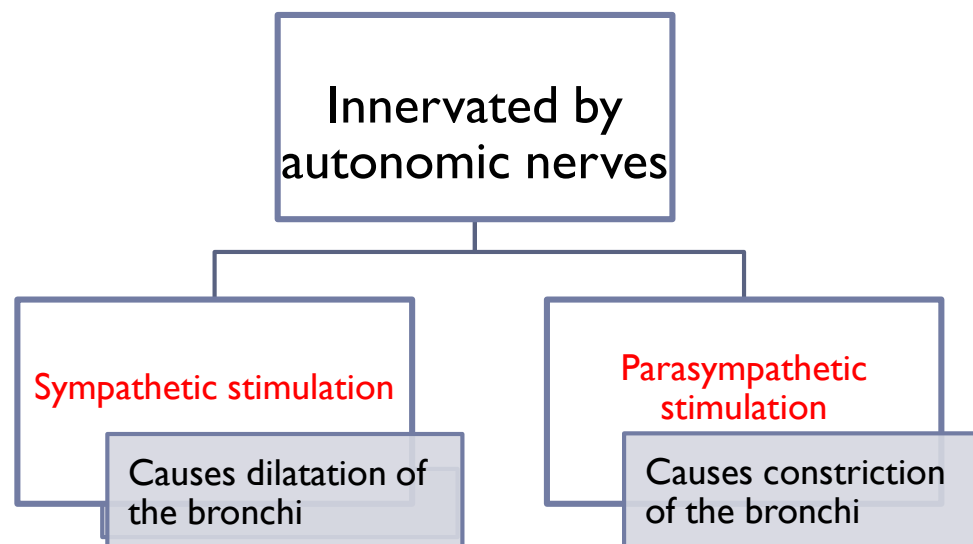 Innervated by
autonomic nerves
Sympathetic stimulation
Causes dilatation of
the bronchi
Parasympathetic
stimulation
Causes constriction
of the bronchi